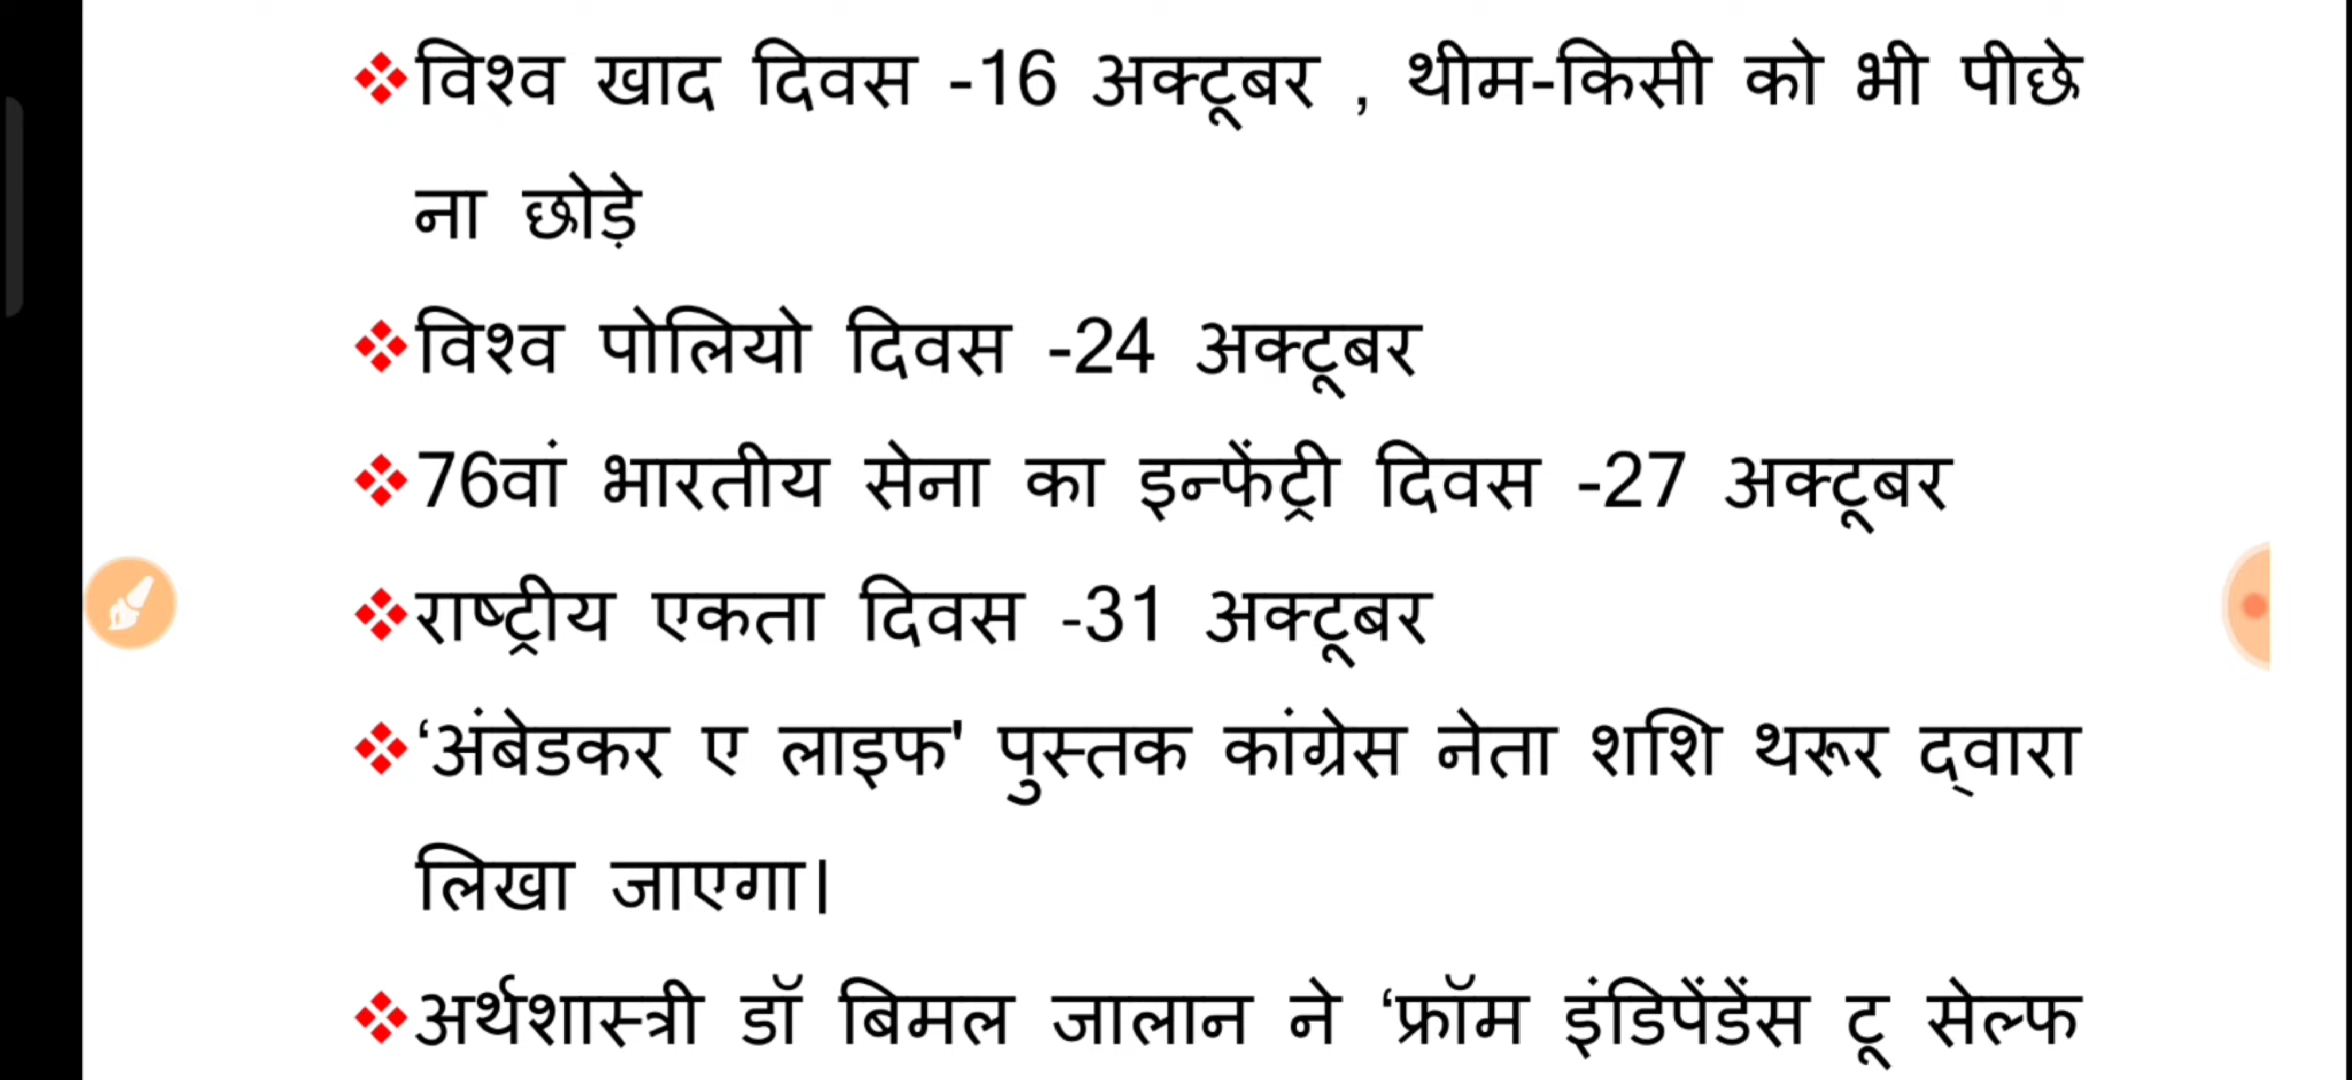 ❖विश्व खाद दिवस -16 अक्टूबर , थीम-किसी को भी पीछे
ना छोड़े
❖विश्व पोलियो दिवस -24 अक्टूबर
❖76वां भारतीय सेना का इन्फेंट्री दिवस -27 अक्टूबर
❖राष्ट्रीय एकता दिवस -31 अक्टूबर
❖‘अंबेडकर ए लाइफ' पुस्तक कांग्रेस नेता शशि थरूर द्वारा
लिखा जाएगा।
❖अर्थशास्त्री डॉ बिमल जालान ने ‘फ्रॉम इंडिपेंडेंस टू सेल्फ